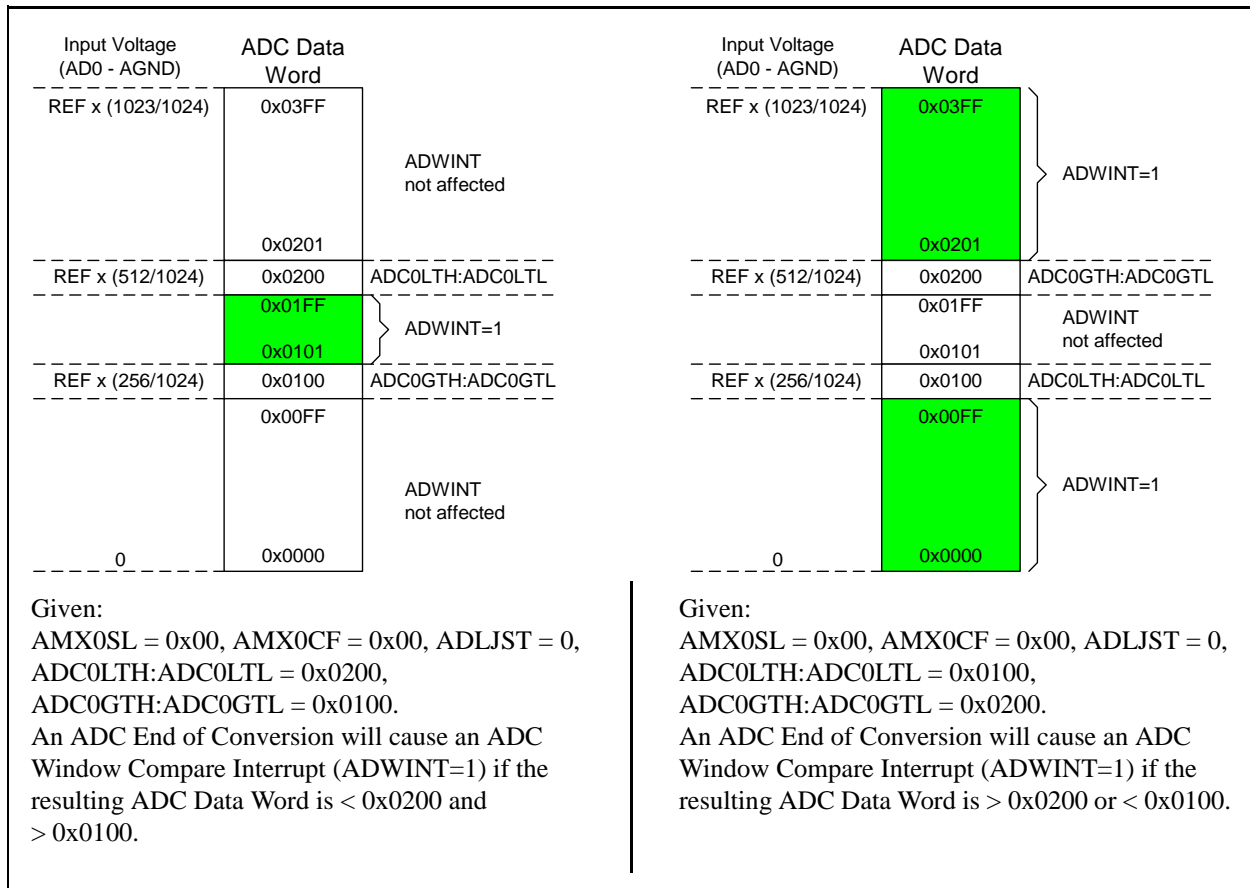 Input Voltage
(AD0 - AGND)
ADC Data
Word
REF x (1023/1024)
0x03FF
ADWINT
not affected
0x0201
REF x (512/1024)
0x0200
ADC0LTH:ADC0LTL
0x01FF
ADWINT=1
0x0101
REF x (256/1024)
0x0100
ADC0GTH:ADC0GTL
0x00FF
ADWINT
not affected
0
0x0000
Given:
AMX0SL = 0x00, AMX0CF = 0x00, ADLJST = 0,
ADC0LTH:ADC0LTL = 0x0200,
ADC0GTH:ADC0GTL = 0x0100.
An ADC End of Conversion will cause an ADC
Window Compare Interrupt (ADWINT=1) if the
resulting ADC Data Word is < 0x0200 and
> 0x0100.
Input Voltage
(AD0 - AGND)
ADC Data
Word
REF x (1023/1024)
0x03FF
ADWINT=1
0x0201
REF x (512/1024)
0x0200
ADC0GTH:ADC0GTL
0x01FF
ADWINT
not affected
0x0101
REF x (256/1024)
0x0100
ADC0LTH:ADC0LTL
0x00FF
ADWINT=1
0
0x0000
Given:
AMX0SL = 0x00, AMX0CF = 0x00, ADLJST = 0,
ADC0LTH:ADC0LTL = 0x0100,
ADC0GTH:ADC0GTL = 0x0200.
An ADC End of Conversion will cause an ADC
Window Compare Interrupt (ADWINT=1) if the
resulting ADC Data Word is > 0x0200 or < 0x0100.